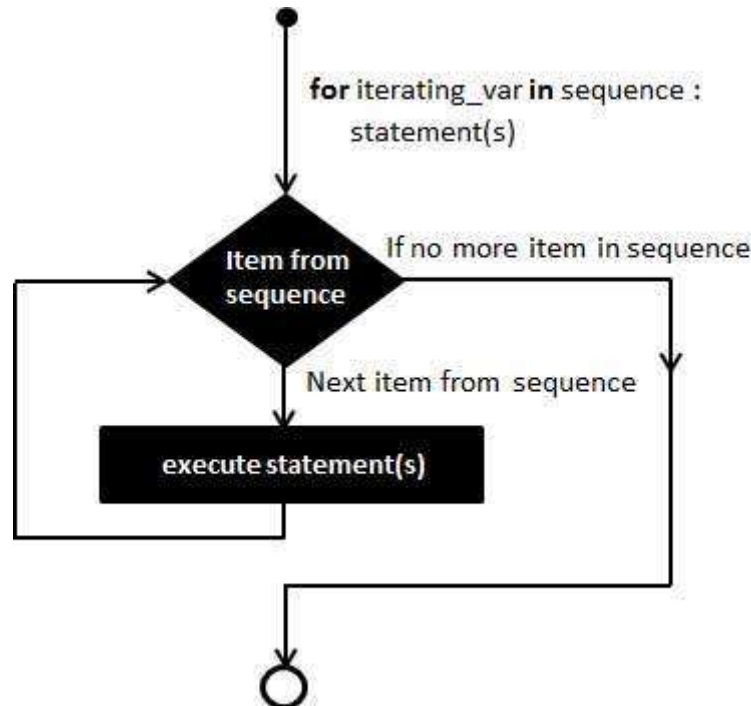 for iterating_var in sequence :
statement(s)
Item from
sequence
If no more item in sequence
Next item from sequence
execute statement(s)